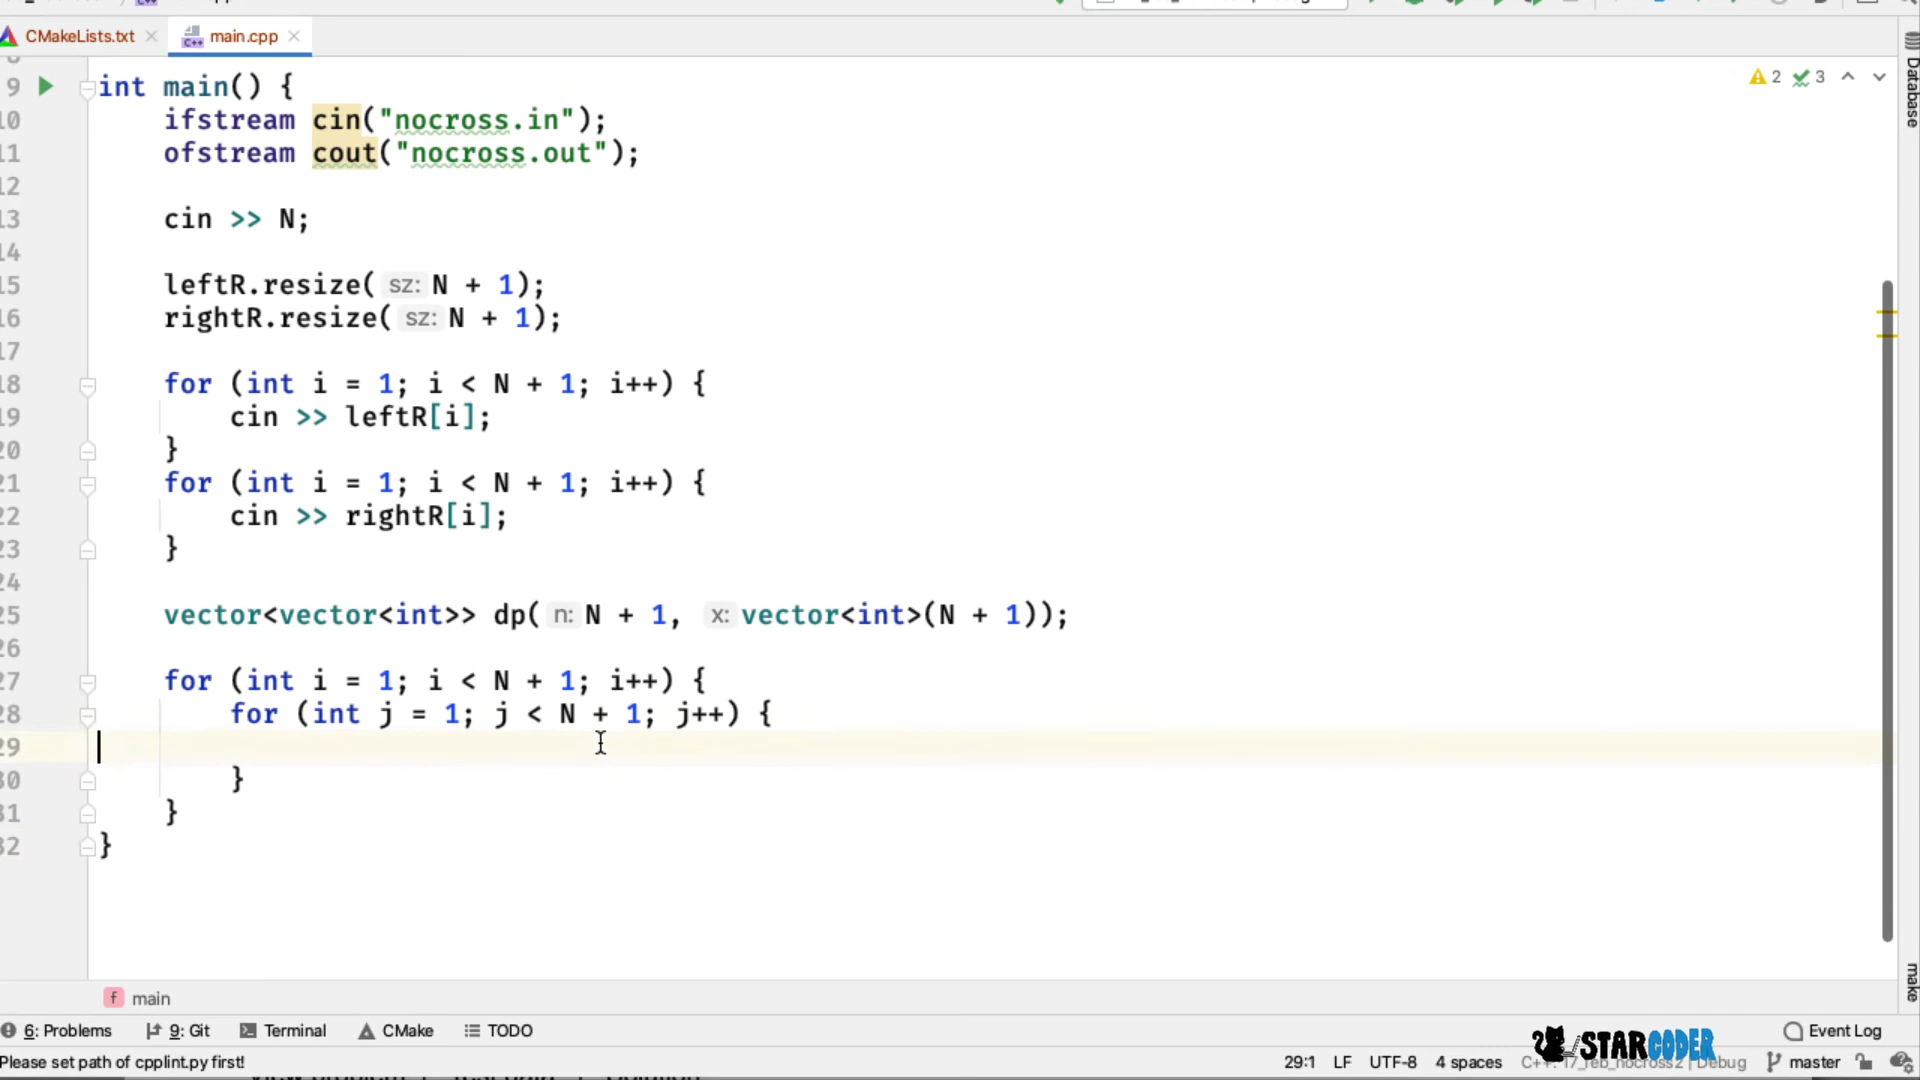 CMakeLists.txt
main.cpp
2 3
9 int main() {
10 ifstream cin("nocross.in");
11 ofstream cout("nocross.out");
12
13 cin >> N;
14
15 leftR.resize( sz: N + 1);
16 rightR.resize( sz: N + 1);
17
18 for (int i = 1; i < N + 1; i++) {
19 cin >> leftR[i];
20 }
21 for (int i = 1; i < N + 1; i++) {
22 cin >> rightR[i];
23 }
24
25 vector<vector<int>> dp( n: N + 1, x: vector<int>(N + 1));
26
27 for (int i = 1; i < N + 1; i++) {
28 for (int j = 1; j < N + 1; j++) {
29
30 }
31 }
32 }
Database
make
f main
6: Problems 9: Git Terminal CMake TODO
STARCODER
Event Log
Please set path of cpplint.py first!
29:1 LF UTF-8 4 spaces C++: 17_feb_nocross2 | Debug master